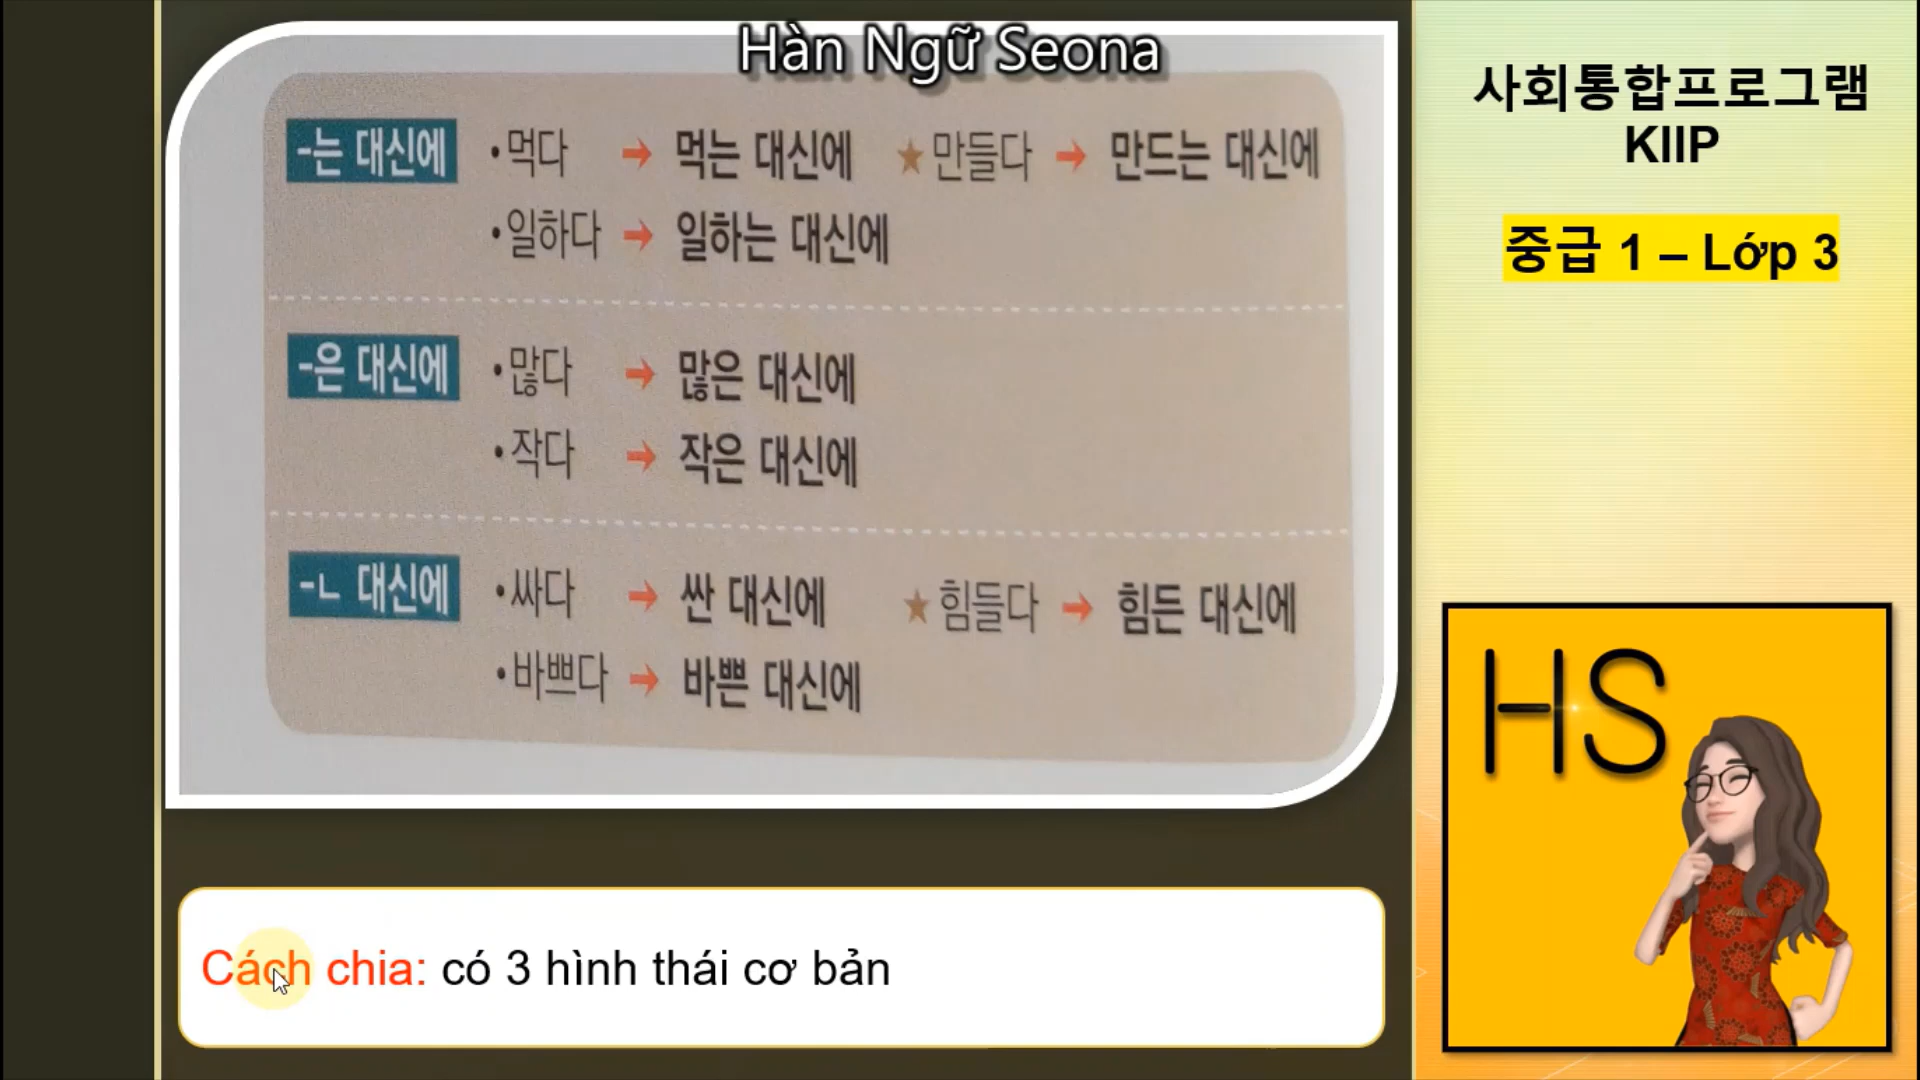 Hàn Ngữ Seona
-는 대신에 •먹다 → 먹는 대신에 ★만들다 → 만드는 대신에
•일하다 → 일하는 대신에
-은 대신에 •많다 → 많은 대신에
•작다 → 작은 대신에
-ㄴ 대신에 •싸다 → 싼 대신에 ★힘들다 → 힘든 대신에
•바쁘다 → 바쁜 대신에
Cách chia: có 3 hình thái cơ bản
사회통합프로그램
KIIP
중급 1 – Lớp 3
HS